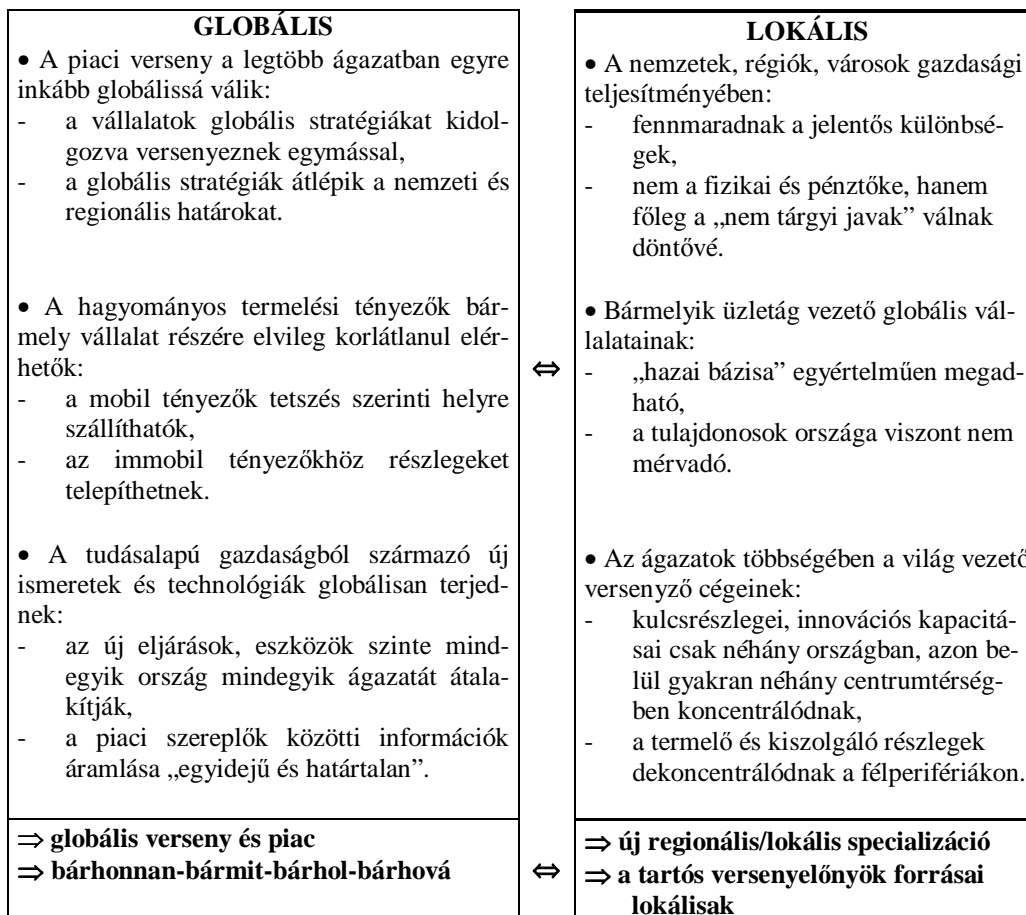 GLOBÁLIS
• A piaci verseny a legtöbb ágazatban egyre
inkább globálissá válik:
- a vállalatok globális stratégiákat kidol-
gozva versenyeznek egymással,
- a globális stratégiák átlépik a nemzeti és
regionális határokat.
• A hagyományos termelési tényezők bár-
mely vállalat részére elvileg korlátlanul elér-
hetők:
- a mobil tényezők tetszés szerinti helyre
szállíthatók,
- az immobil tényezőkhöz részlegeket
telepíthetnek.
• A tudásalapú gazdaságból származó új
ismeretek és technológiák globálisan terjed-
nek:
- az új eljárások, eszközök szinte mind-
egyik ország mindegyik ágazatát átala-
kítják,
- a piaci szereplők közötti információk
áramlása „egyidejű és határtalan”.
⇒ globális verseny és piac
⇒ bárhonnan-bármit-bárhol-bárhová
⇔
⇔
LOKÁLIS
• A nemzetek, régiók, városok gazdasági
teljesítményében:
- fennmaradnak a jelentős különbsé-
gek,
- nem a fizikai és pénztőke, hanem
főleg a „nem tárgyi javak” válnak
döntővé.
• Bármelyik üzletág vezető globális vál-
lalatainak:
- „hazai bázisa” egyértelműen megad-
ható,
- a tulajdonosok országa viszont nem
mérvadó.
• Az ágazatok többségében a világ vezető
versenyző cégeinek:
- kulcsrészlegei, innovációs kapacitá-
sai csak néhány országban, azon be-
lül gyakran néhány centrumtérség-
ben koncentrálódnak,
- a termelő és kiszolgáló részlegek
dekoncentrálódnak a félperifériákon.
⇒ új regionális/lokális specializáció
⇒ a tartós versenyelőnyök forrásai
lokálisak